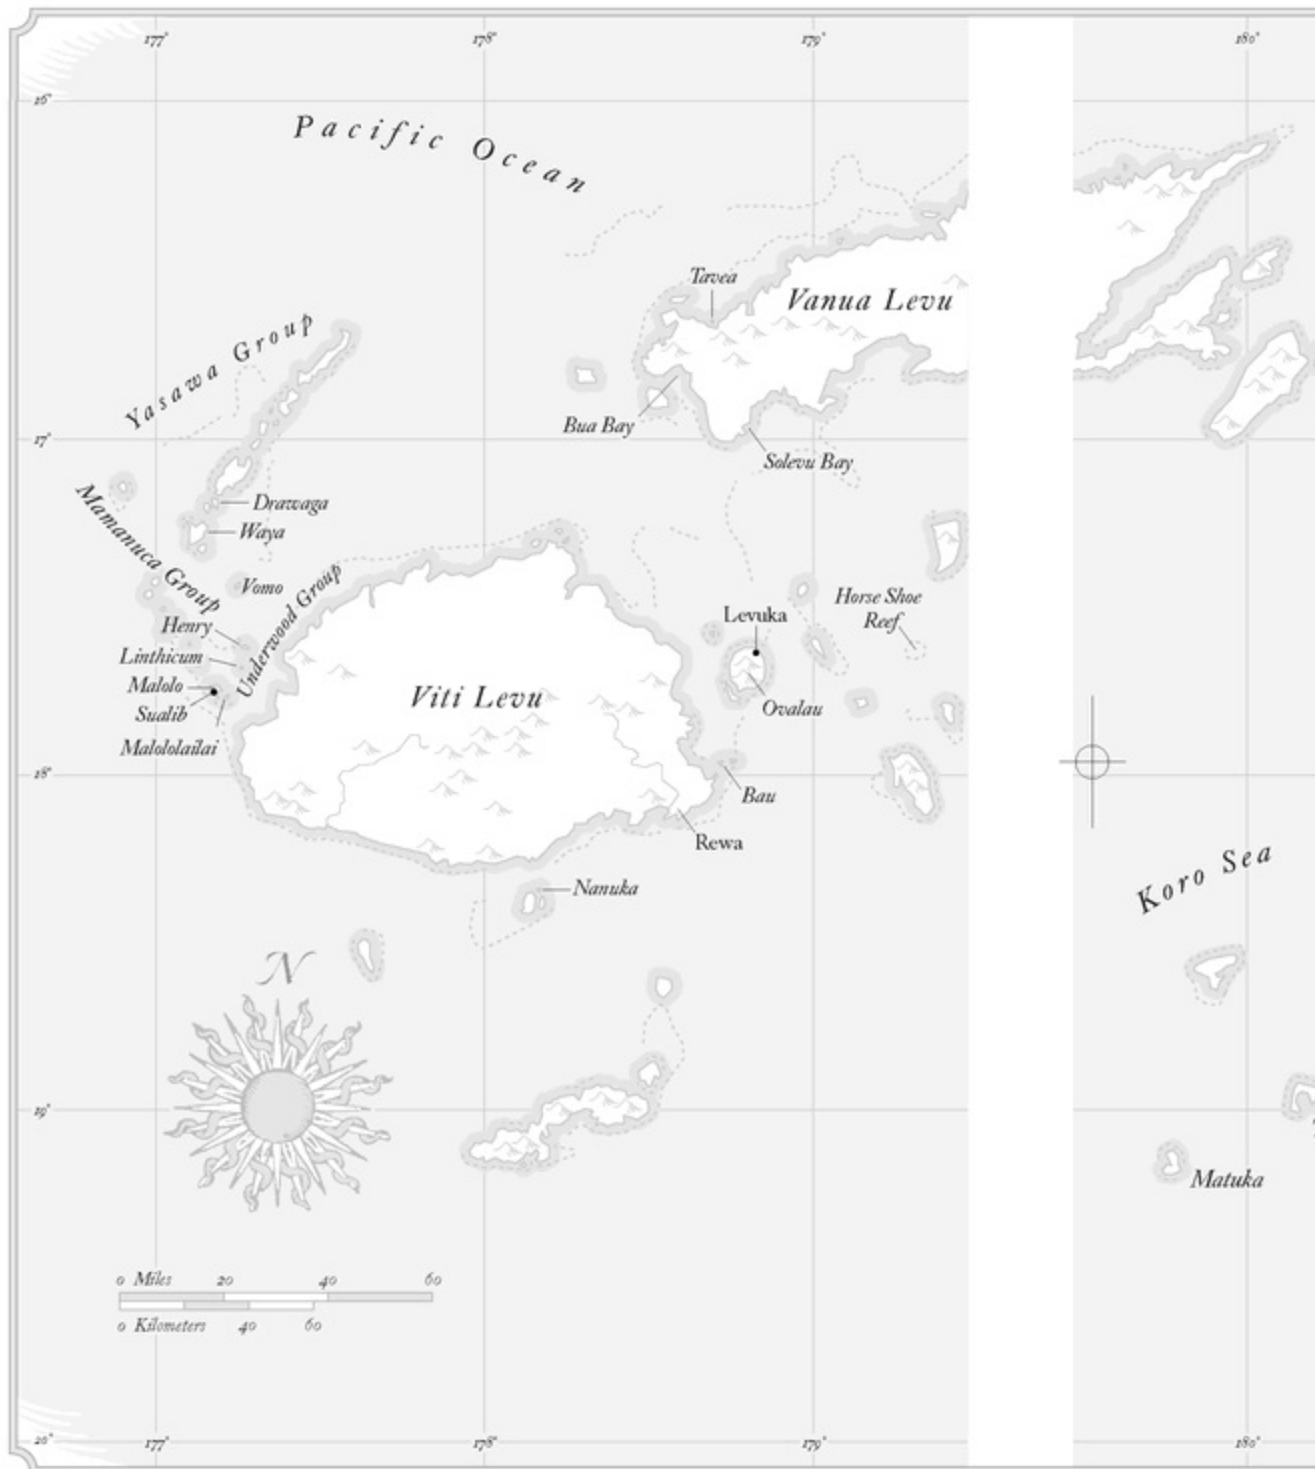 177° 178° 179° 180°
16°
Pacific Ocean
Tavea
Vanua Levu
Yasawa Group
Bua Bay
17°
Solevu Bay
Mamanuca Group
Drawaga
Waya
Vomo
Underwood Group
Horse Shoe
Reef
Levuka
Henry
Linthicum
Malolo
Viti Levu
Sualib
Ovalau
Malololailai
18°
Bau
Rewa
Koro Sea
Nanuka
N
19°
Matuka
0 Miles 20 40 60
0 Kilometers 40 60
20°
177° 178° 179° 180°